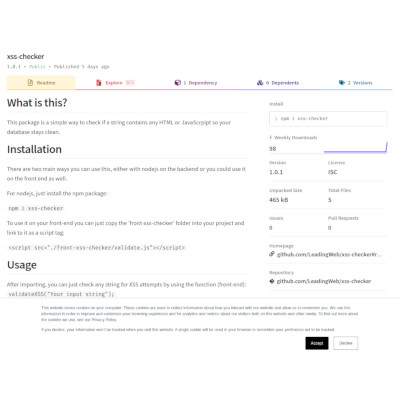 xss-checker
1.0.1 • Public • Published 5 days ago
Readme
Explore BETA
1 Dependency
0 Dependents
2 Versions
What is this?
This package is a simple way to check if a string contains any HTML or JavaScript so your
database stays clean.
Installation
There are two main ways you can use this, either with nodejs on the backend or you could use it
on the front end as well.
For nodejs, just install the npm package:
npm i xss-checker
To use it on your front-end you can just copy the 'front-xss-checker' folder into your project and
link to it as a script tag
<script src="./front-xss-checker/validate.js"></script>
Usage
After importing, you can just check any string for XSS attempts by using the function (front-end):
validateXSS("Your input string");
Install
npm i xss-checker
Weekly Downloads
98
Version
License
1.0.1
ISC
Unpacked Size
Total Files
465 kB
5
Issues
Pull Requests
0
0
Homepage
github.com/LeadingWeb/xss-checker#r...
Repository
github.com/LeadingWeb/xss-checker
This website stores cookies on your computer. These cookies are used to collect information about how you interact with our website and allow us to remember you. We use this
information in order to improve and customize your browsing experience and for analytics and metrics about our visitors both on this website and other media. To find out more about
the cookies we use, see our Privacy Policy.
If you decline, your information won't be tracked when you visit this website. A single cookie will be used in your browser to remember your preference not to be tracked.
Accept
Decline